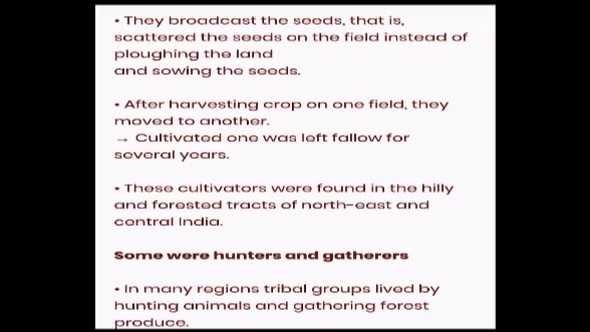 • They broadcast the seeds, that is,
scattered the seeds on the field instead of
ploughing the land
and sowing the seeds.
• After harvesting crop on one field, they
moved to another.
→ Cultivated one was left fallow for
several years.
• These cultivators were found in the hilly
and forested tracts of north-east and
central India.
Some were hunters and gatherers
• In many regions tribal groups lived by
hunting animals and gathering forest
produce.